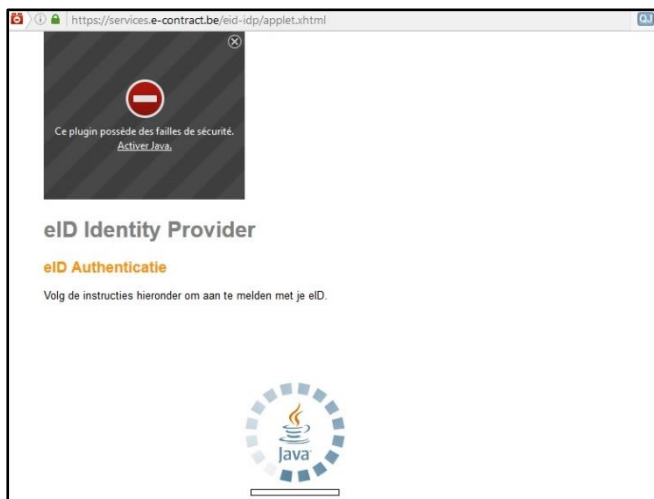 https://services.e-contract.be/eid-idp/applet.xhtml
QJ
Ce plugin possède des failles de sécurité.
Activer Java.
eID Identity Provider
eID Authenticatie
Volg de instructies hieronder om aan te melden met je eID.
Java